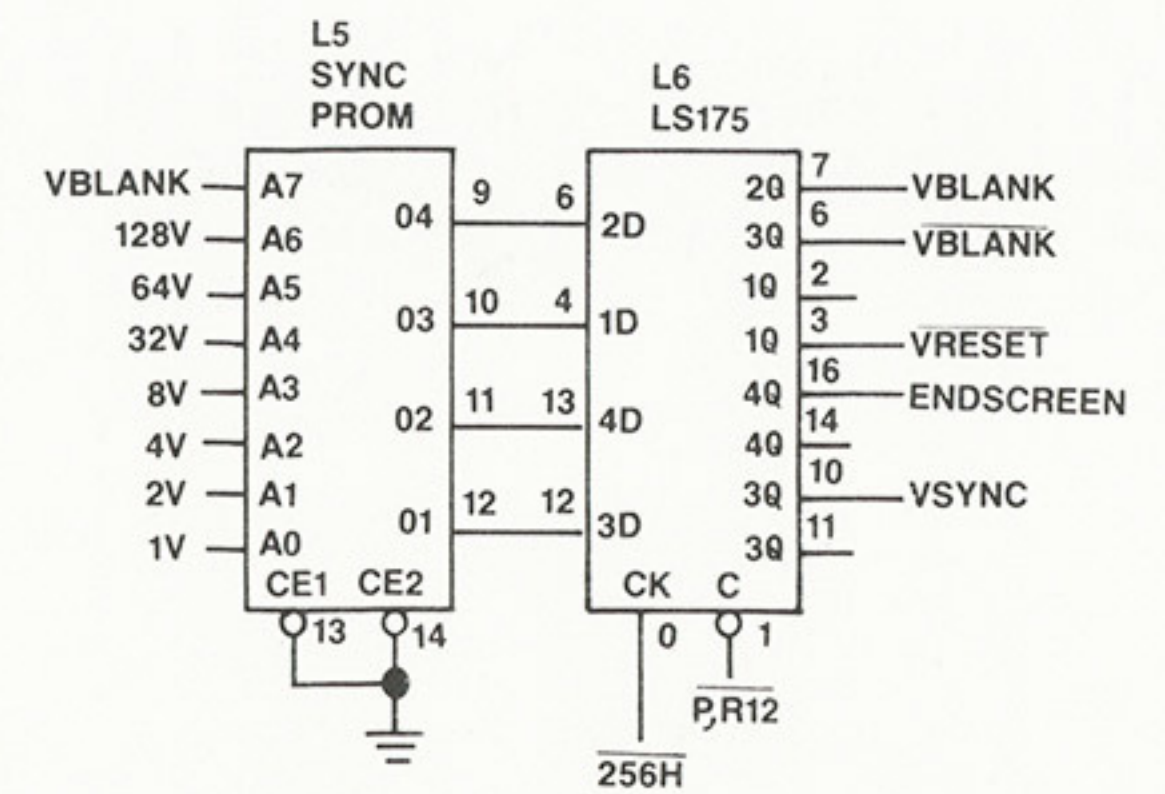 L5
SYNC
PROM
L6
LS175
VBLANK
128V
64V
32V
8V
4V
2V
1V
A7
A6
A5
A4
A3
A2
A1
A0
04
03
02
01
CE1
CE2
13
14
9
10
11
12
6
4
13
12
2D
1D
4D
3D
CK
C
0
1
2Q
3Q
1Q
1Q
4Q
4Q
3Q
3Q
7
6
2
3
16
14
10
11
VBLANK
VBLANK
VRESET
ENDSCREEN
VSYNC
256H
P,R12